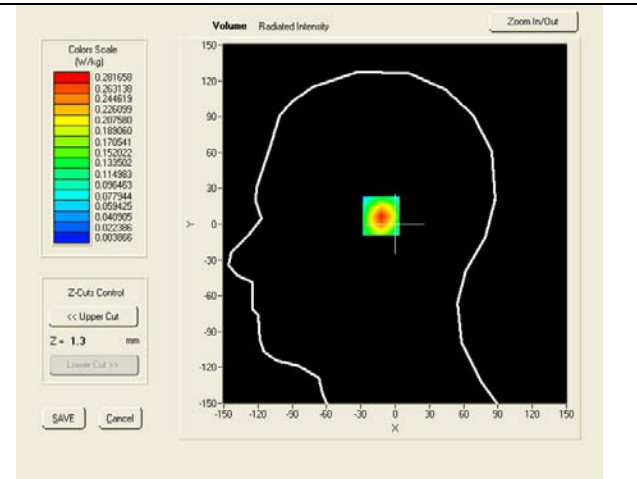 Volume Radiated Intensity
Zoom In/Out
Colors Scale
(W/kg)
0.281658
0.263138
0.244619
0.226099
0.207580
0.189060
0.170541
0.152022
0.133502
0.114983
0.096463
0.077944
0.059425
0.040905
0.022386
0.003866
Z-Cuts Control
<< Upper Cut
Z = 1.3 mm
Lower Cut >>
SAVE Cancel
150
120
90
60
30
0
-30
-60
-90
-120
-150
Y
-150 -120 -90 -60 -30 0 30 60 90 120 150
X